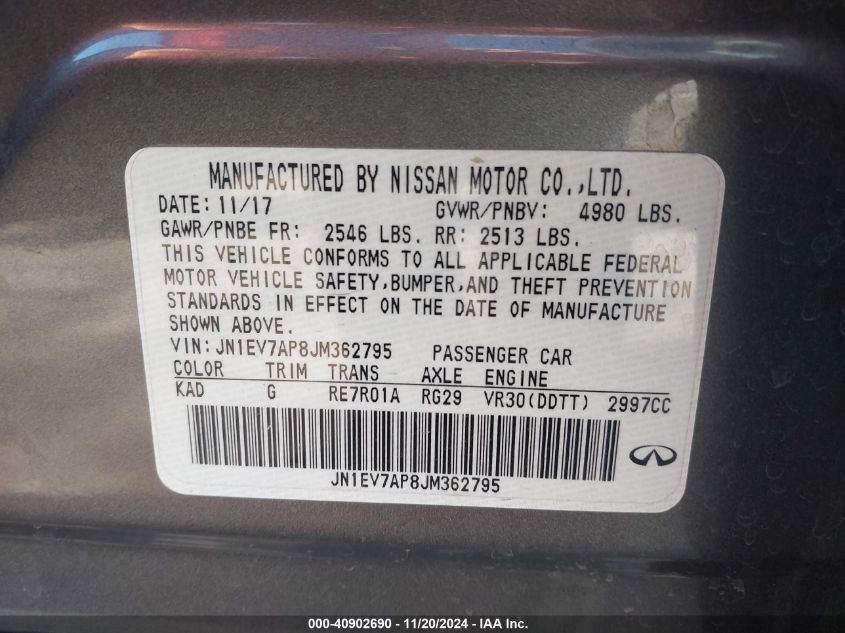 MANUFACTURED BY NISSAN MOTOR CO.,LTD.
DATE: 11/17 GVWR/PNBV: 4980 LBS.
GAWR/PNBE FR: 2546 LBS. RR: 2513 LBS.
THIS VEHICLE CONFORMS TO ALL APPLICABLE FEDERAL
MOTOR VEHICLE SAFETY,BUMPER,AND THEFT PREVENTION
STANDARDS IN EFFECT ON THE DATE OF MANUFACTURE
SHOWN ABOVE.
VIN:JN1EV7AP8JM362795 PASSENGER CAR
COLOR TRIM TRANS AXLE ENGINE
KAD G RE7R01A RG29 VR30(DDTT) 2997CC
JN1EV7AP8JM362795
000-40902690 - 11/20/2024 - IAA Inc.